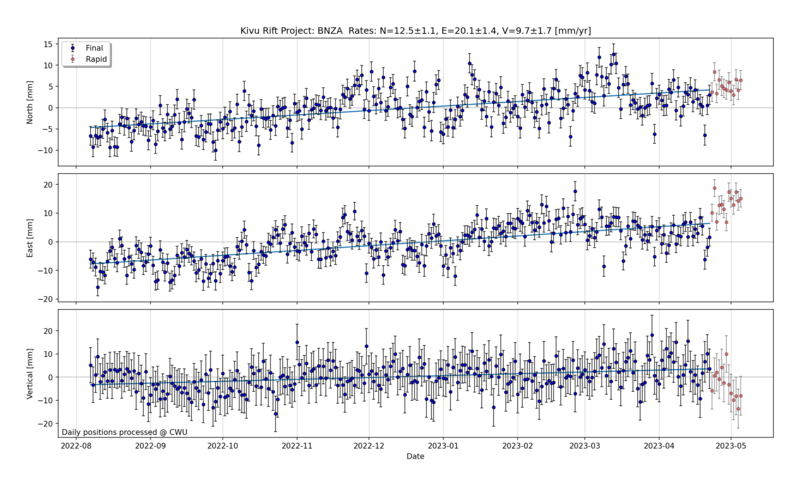 Kivu Rift Project: BNZA Rates: N=12.5±1.1, E=20.1±1.4, V=9.7±1.7 [mm/yr]
Final
Rapid
North [mm]
15
10
5
0
−5
−10
East [mm]
20
10
0
−10
−20
Vertical [mm]
20
10
0
−10
−20
Daily positions processed @ CWU
2022-08 2022-09 2022-10 2022-11 2022-12 2023-01 2023-02 2023-03 2023-04 2023-05
Date